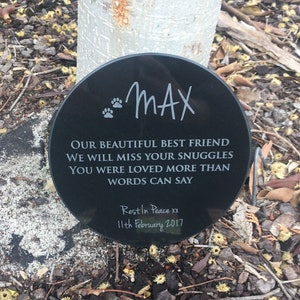 MAX
OUR BEAUTIFUL BEST FRIEND
WE WILL MISS YOUR SNUGGLES
YOU WERE LOVED MORE THAN
WORDS CAN SAY
Rest In Peace xx
11th February 2017